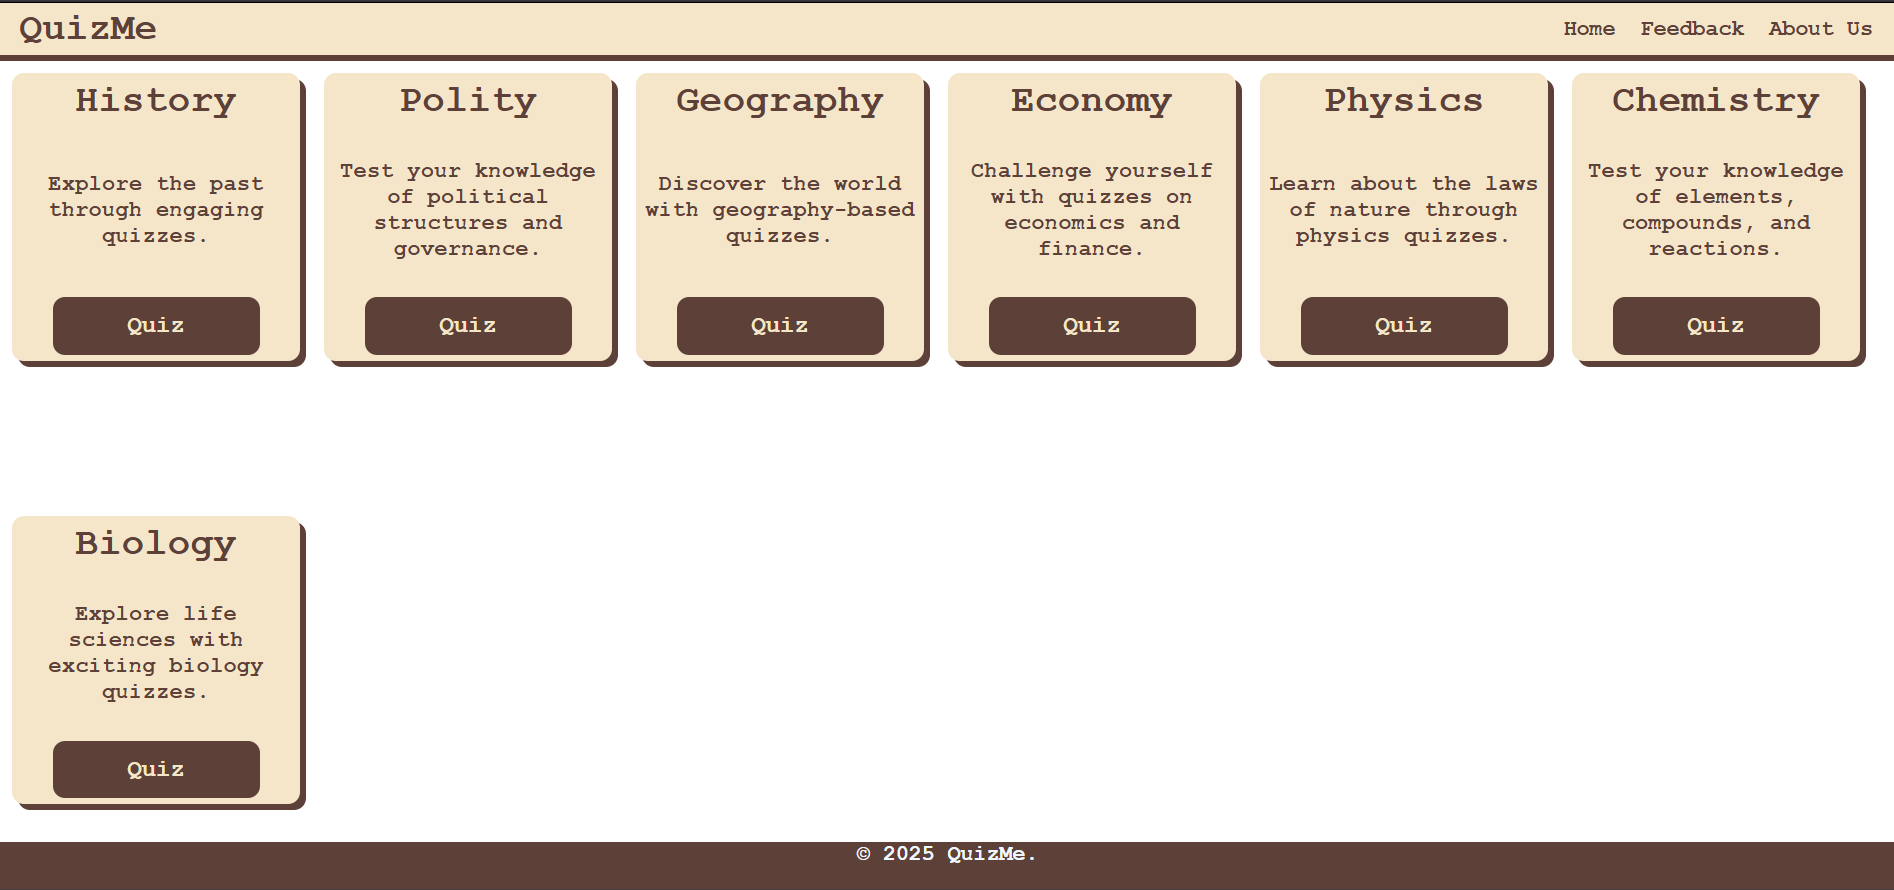 QuizMe
Home Feedback About Us
History
Explore the past
through engaging
quizzes.
Quiz
Polity
Test your knowledge
of political
structures and
governance.
Quiz
Geography
Discover the world
with geography-based
quizzes.
Quiz
Economy
Challenge yourself
with quizzes on
economics and
finance.
Quiz
Physics
Learn about the laws
of nature through
physics quizzes.
Quiz
Chemistry
Test your knowledge
of elements,
compounds, and
reactions.
Quiz
Biology
Explore life
sciences with
exciting biology
quizzes.
Quiz
© 2025 QuizMe.